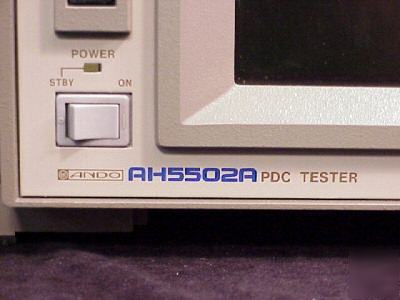 POWER
STBY ON
ANDO AH5502A PDC TESTER